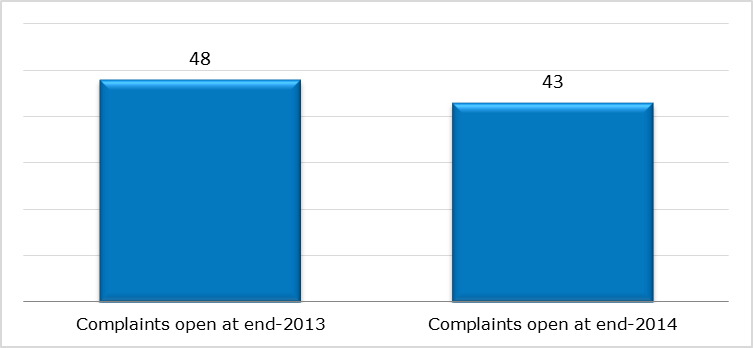 48
43
Complaints open at end-2013
Complaints open at end-2014